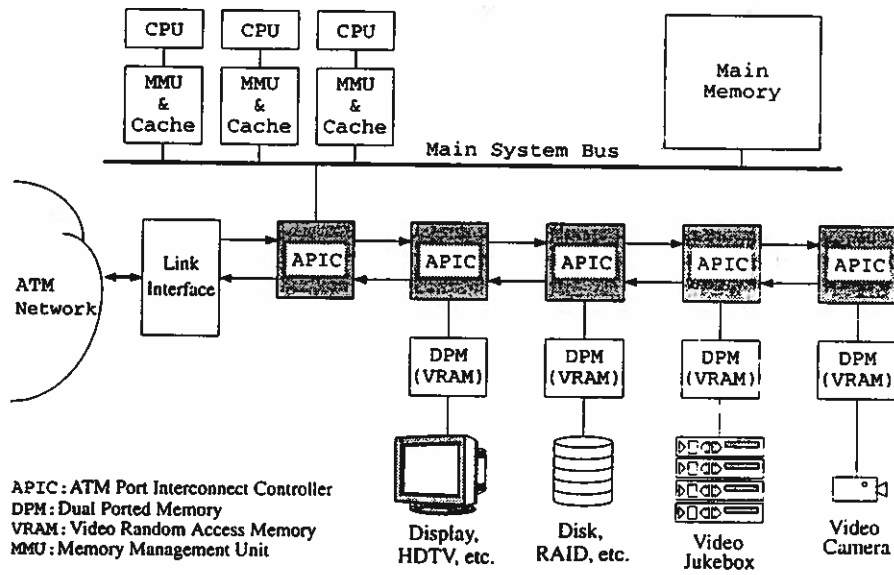 CPU CPU CPU
MMU & Cache
MMU & Cache
MMU & Cache
Main Memory
Main System Bus
ATM Network
Link Interface
APIC APIC APIC APIC APIC
DPM (VRAM)
DPM (VRAM)
DPM (VRAM)
DPM (VRAM)
APIC: ATM Port Interconnect Controller
DPM: Dual Ported Memory
VRAM: Video Random Access Memory
MMU: Memory Management Unit
Display, HDTV, etc.
Disk, RAID, etc.
Video Jukebox
Video Camera